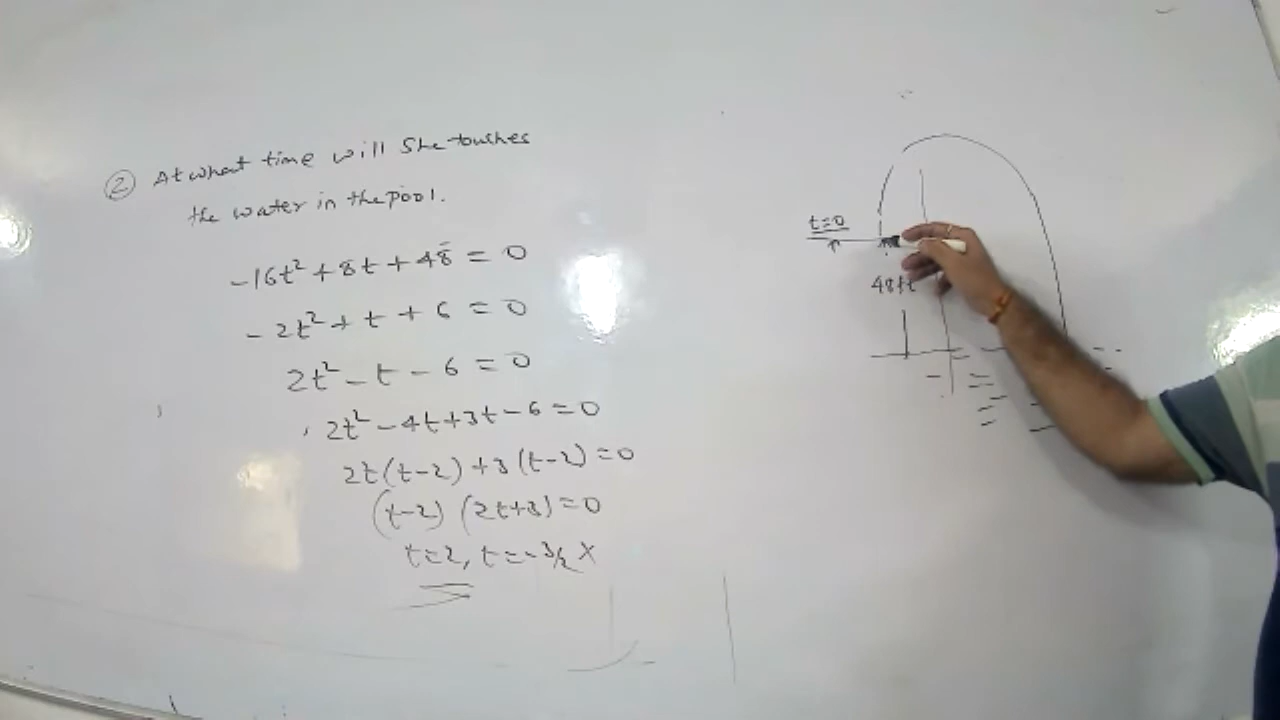 ② At what time will She toushes
the water in the pool.
-16t² + 8t + 48 = 0
-2t² + t + 6 = 0
2t² - t - 6 = 0
2t² - 4t + 3t - 6 = 0
2t(t-2) + 3(t-2) = 0
(t-2) (2t+3) = 0
t=2, t=-3/2 X
t=0
48ft